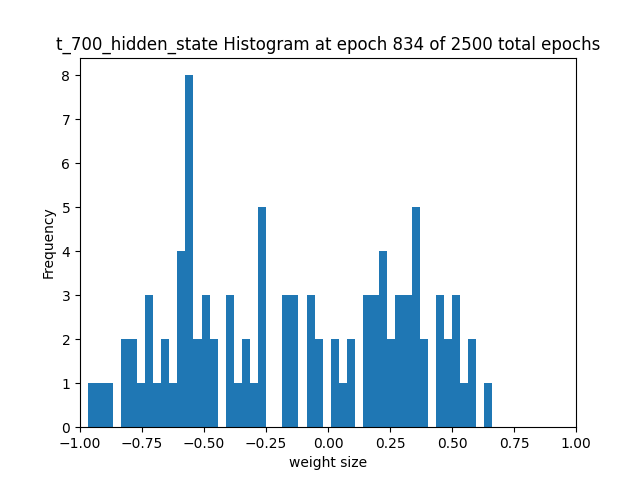 t_700_hidden_state Histogram at epoch 834 of 2500 total epochs
8
7
6
5
4
3
2
1
0
Frequency
−1.00 −0.75 −0.50 −0.25 0.00 0.25 0.50 0.75 1.00
weight size